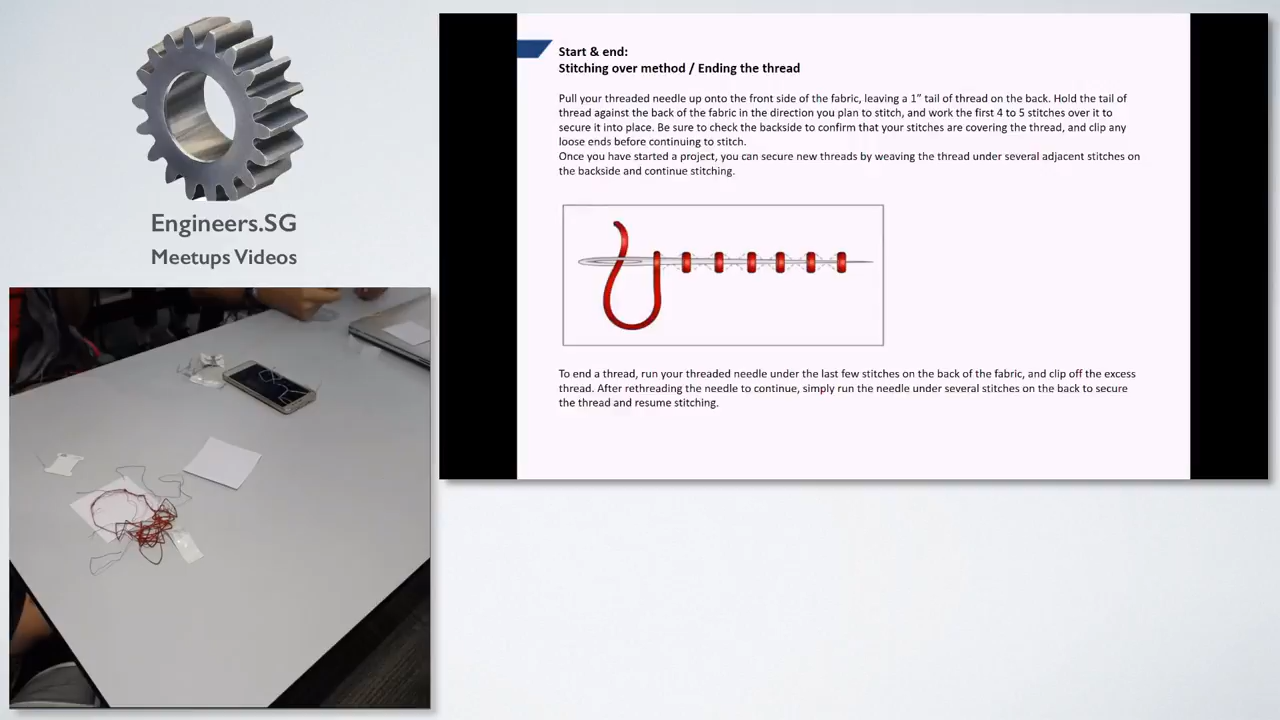 Engineers.SG
Meetups Videos
Start & end:
Stitching over method / Ending the thread
Pull your threaded needle up onto the front side of the fabric, leaving a 1” tail of thread on the back. Hold the tail of
thread against the back of the fabric in the direction you plan to stitch, and work the first 4 to 5 stitches over it to
secure it into place. Be sure to check the backside to confirm that your stitches are covering the thread, and clip any
loose ends before continuing to stitch.
Once you have started a project, you can secure new threads by weaving the thread under several adjacent stitches on
the backside and continue stitching.
To end a thread, run your threaded needle under the last few stitches on the back of the fabric, and clip off the excess
thread. After rethreading the needle to continue, simply run the needle under several stitches on the back to secure
the thread and resume stitching.